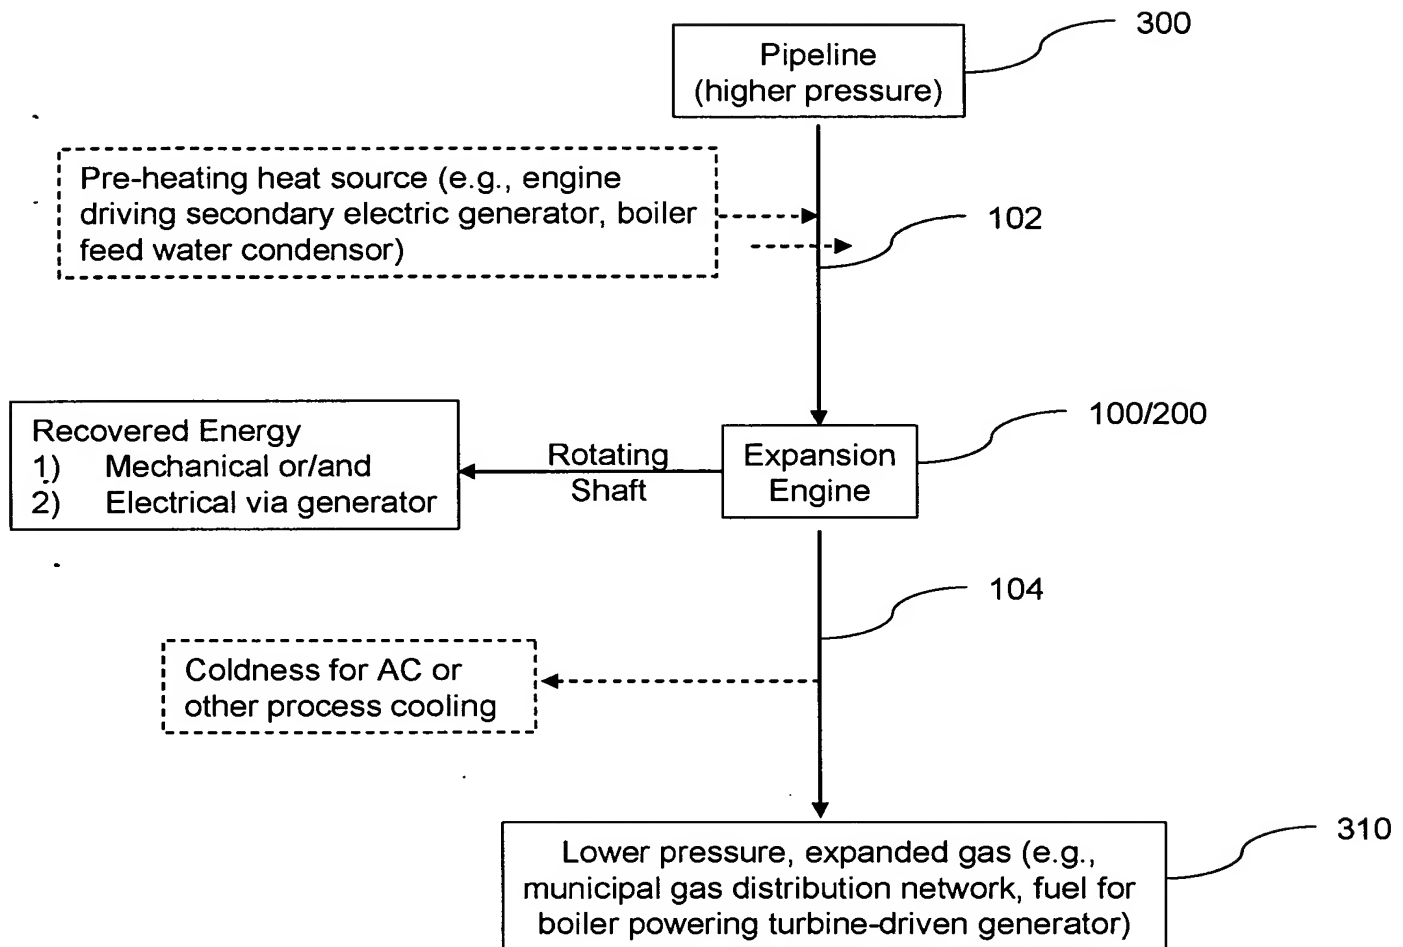 300
Pipeline
(higher pressure)
Pre-heating heat source (e.g., engine
driving secondary electric generator, boiler
feed water condensor)
102
100/200
Recovered Energy
1) Mechanical or/and
2) Electrical via generator
Rotating
Shaft
Expansion
Engine
104
Coldness for AC or
other process cooling
310
Lower pressure, expanded gas (e.g.,
municipal gas distribution network, fuel for
boiler powering turbine-driven generator)